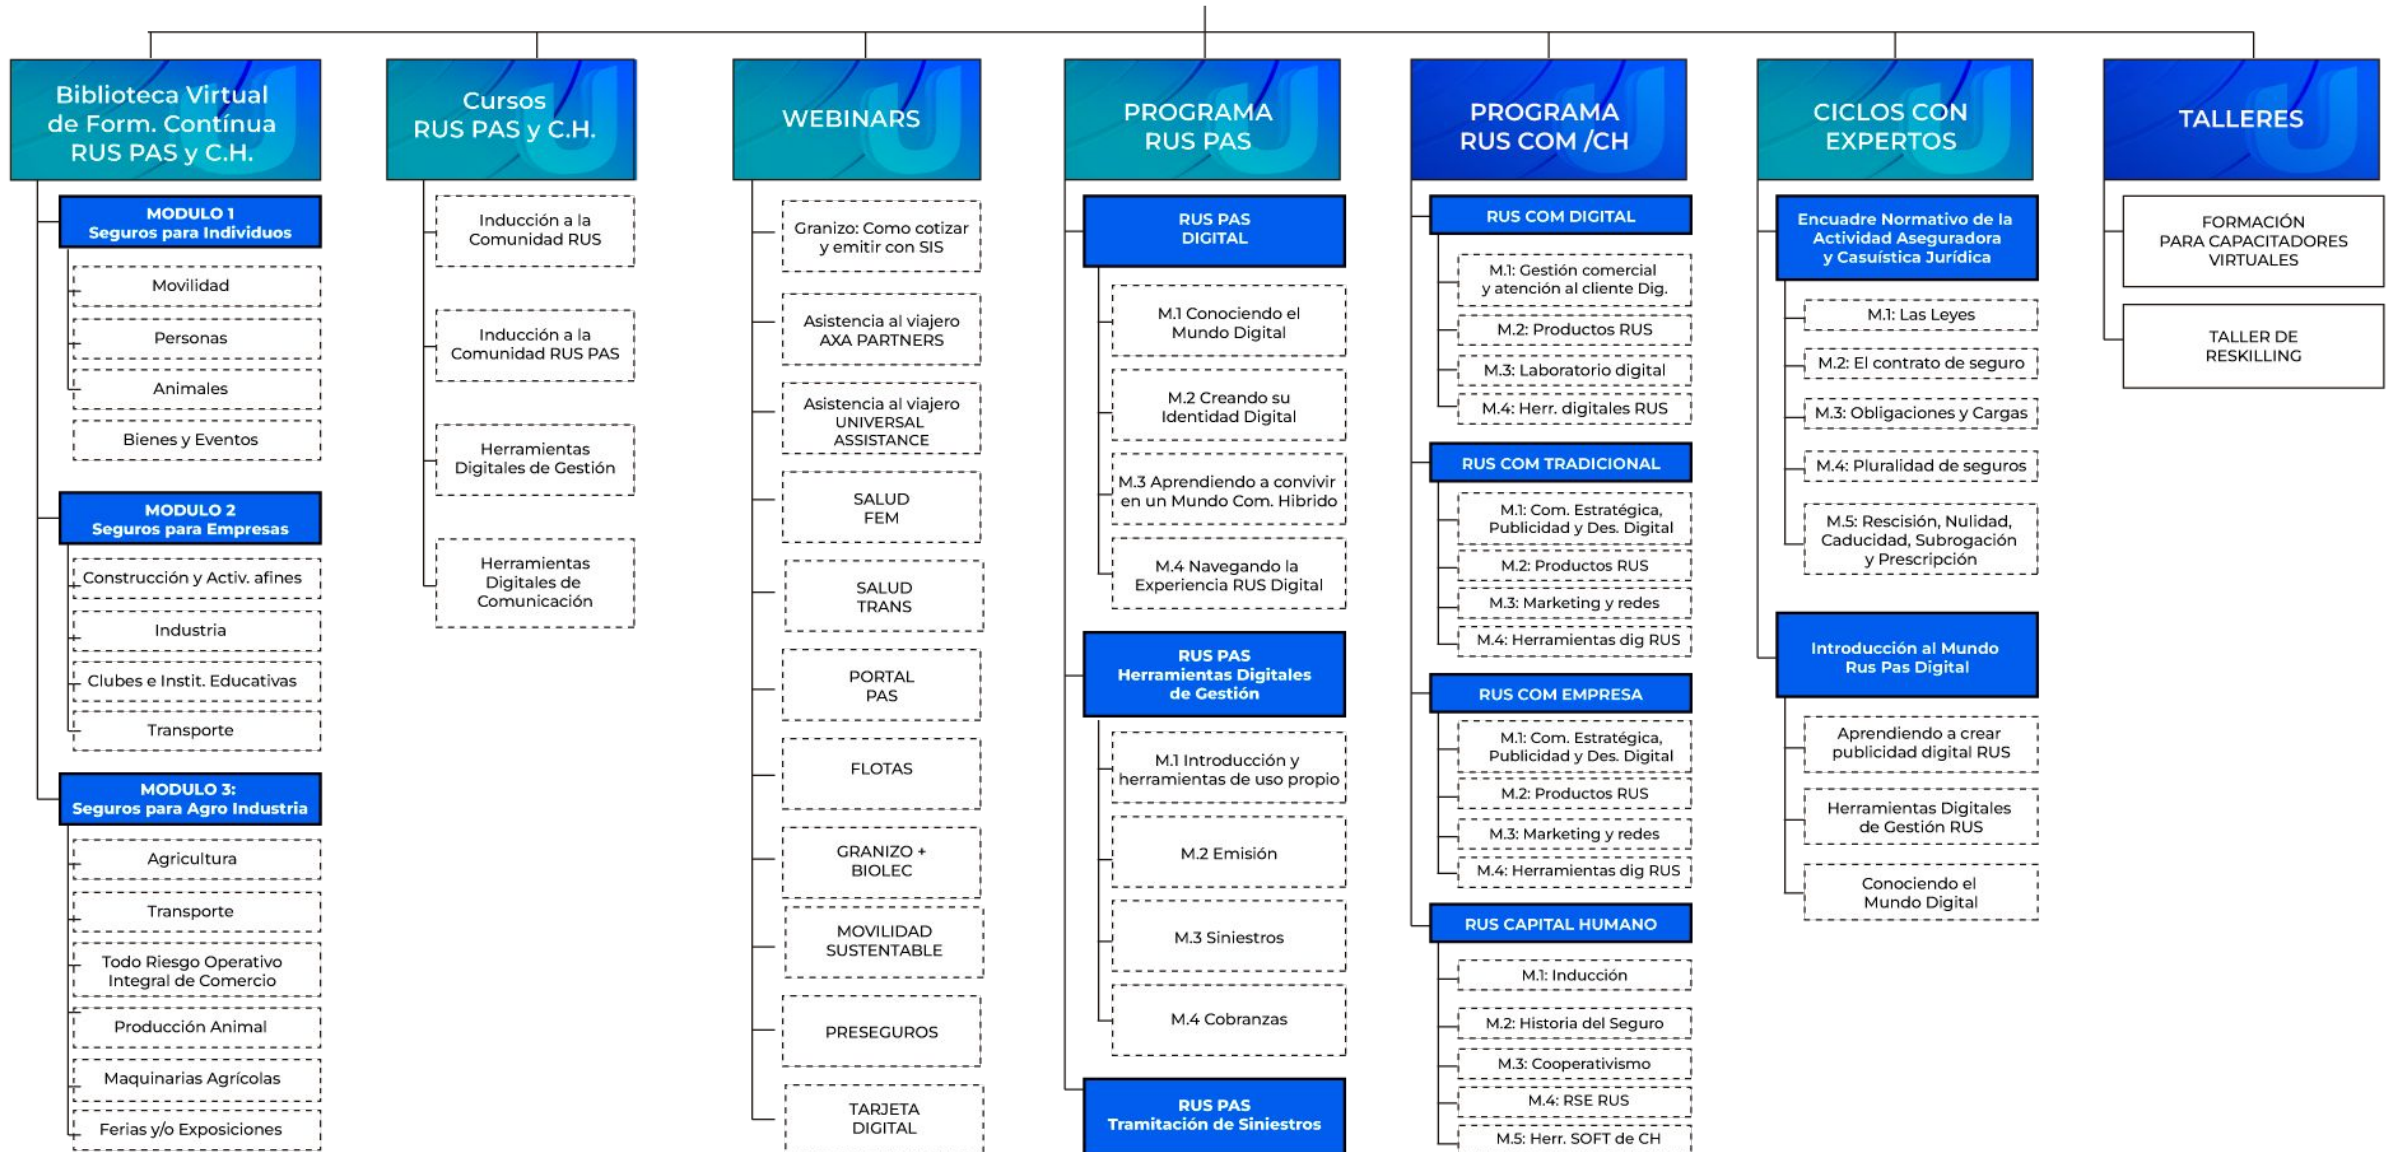 Biblioteca Virtual
de Form. Contínua
RUS PAS y C.H.
MODULO 1
Seguros para Individuos
Movilidad
Personas
Animales
Bienes y Eventos
MODULO 2
Seguros para Empresas
Construcción y Activ. afines
Industria
Clubes e Instit. Educativas
Transporte
MODULO 3:
Seguros para Agro Industria
Agricultura
Transporte
Todo Riesgo Operativo
Integral de Comercio
Producción Animal
Maquinarias Agrícolas
Ferias y/o Exposiciones
Cursos
RUS PAS y C.H.
Inducción a la
Comunidad RUS
Inducción a la
Comunidad RUS PAS
Herramientas
Digitales de Gestión
Herramientas
Digitales de
Comunicación
WEBINARS
Granizo: Como cotizar
y emitir con SIS
Asistencia al viajero
AXA PARTNERS
Asistencia al viajero
UNIVERSAL
ASSISTANCE
SALUD
FEM
SALUD
TRANS
PORTAL
PAS
FLOTAS
GRANIZO +
BIOLEC
MOVILIDAD
SUSTENTABLE
PRESEGUROS
TARJETA
DIGITAL
PROGRAMA
RUS PAS
RUS PAS
DIGITAL
M.1 Conociendo el
Mundo Digital
M.2 Creando su
Identidad Digital
M.3 Aprendiendo a convivir
en un Mundo Com. Hibrido
M.4 Navegando la
Experiencia RUS Digital
RUS PAS
Herramientas Digitales
de Gestión
M.1 Introducción y
herramientas de uso propio
M.2 Emisión
M.3 Siniestros
M.4 Cobranzas
RUS PAS
Tramitación de Siniestros
PROGRAMA
RUS COM /CH
RUS COM DIGITAL
M.1: Gestión comercial
y atención al cliente Dig.
M.2: Productos RUS
M.3: Laboratorio digital
M.4: Herr. digitales RUS
RUS COM TRADICIONAL
M.1: Com. Estratégica,
Publicidad y Des. Digital
M.2: Productos RUS
M.3: Marketing y redes
M.4: Herramientas dig RUS
RUS COM EMPRESA
M.1: Com. Estratégica,
Publicidad y Des. Digital
M.2: Productos RUS
M.3: Marketing y redes
M.4: Herramientas dig RUS
RUS CAPITAL HUMANO
M.1: Inducción
M.2: Historia del Seguro
M.3: Cooperativismo
M.4: RSE RUS
M.5: Herr. SOFT de CH
CICLOS CON
EXPERTOS
Encuadre Normativo de la
Actividad Aseguradora
y Casuística Jurídica
M.1: Las Leyes
M.2: El contrato de seguro
M.3: Obligaciones y Cargas
M.4: Pluralidad de seguros
M.5: Rescisión, Nulidad,
Caducidad, Subrogación
y Prescripción
Introducción al Mundo
Rus Pas Digital
Aprendiendo a crear
publicidad digital RUS
Herramientas Digitales
de Gestión RUS
Conociendo el
Mundo Digital
TALLERES
FORMACIÓN
PARA CAPACITADORES
VIRTUALES
TALLER DE
RESKILLING